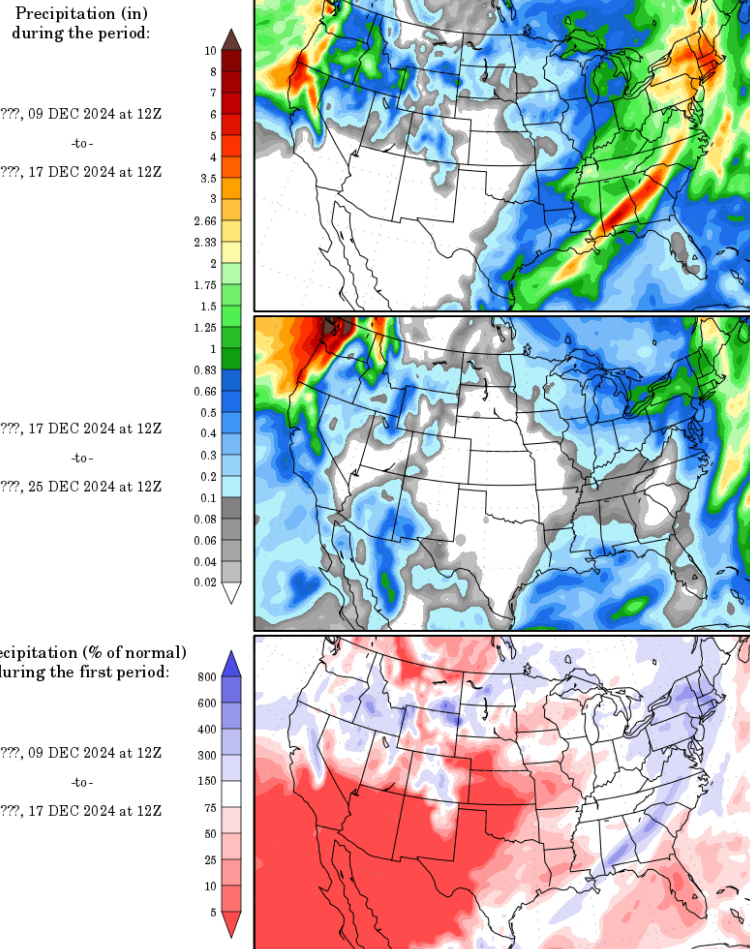 Precipitation (in)
during the period:
???, 09 DEC 2024 at 12Z
-to-
???, 17 DEC 2024 at 12Z
10
8
7
6
5
4
3.5
3
2.66
2.33
2
1.75
1.5
1.25
1
0.83
0.66
0.5
0.4
0.3
0.2
0.1
0.08
0.06
0.04
0.02
???, 17 DEC 2024 at 12Z
-to-
???, 25 DEC 2024 at 12Z
ecipitation (% of normal)
during the first period:
???, 09 DEC 2024 at 12Z
-to-
???, 17 DEC 2024 at 12Z
800
600
400
300
150
75
50
25
10
5